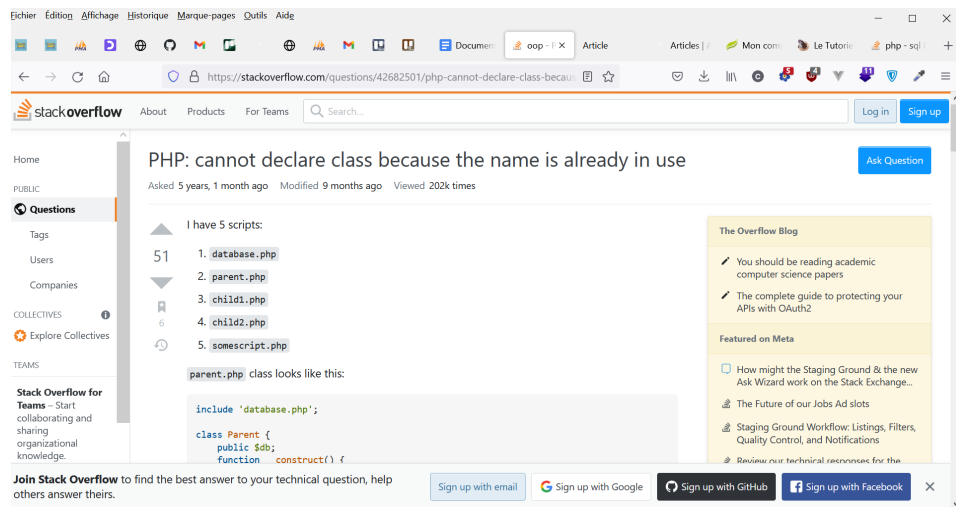 Fichier Édition Affichage Historique Marque-pages Outils Aide
Documen oop - P Article Articles | Mon com Le Tutorie php - sql
https://stackoverflow.com/questions/42682501/php-cannot-declare-class-becaus
5
11
stackoverflow About Products For Teams Search... Log in Sign up
Home
PUBLIC
Questions
Tags
Users
Companies
COLLECTIVES
Explore Collectives
TEAMS
Stack Overflow for
Teams – Start
collaborating and
sharing
organizational
knowledge.
PHP: cannot declare class because the name is already in use
Ask Question
Asked 5 years, 1 month ago Modified 9 months ago Viewed 202k times
51
6
I have 5 scripts:
1. database.php
2. parent.php
3. child1.php
4. child2.php
5. somescript.php
parent.php class looks like this:
include 'database.php';
class Parent {
public $db;
function __construct() {
The Overflow Blog
You should be reading academic
computer science papers
The complete guide to protecting your
APIs with OAuth2
Featured on Meta
How might the Staging Ground & the new
Ask Wizard work on the Stack Exchange...
The Future of our Jobs Ad slots
Staging Ground Workflow: Listings, Filters,
Quality Control, and Notifications
Review our technical responses for the
Join Stack Overflow to find the best answer to your technical question, help
others answer theirs.
Sign up with email
Sign up with Google
Sign up with GitHub
Sign up with Facebook